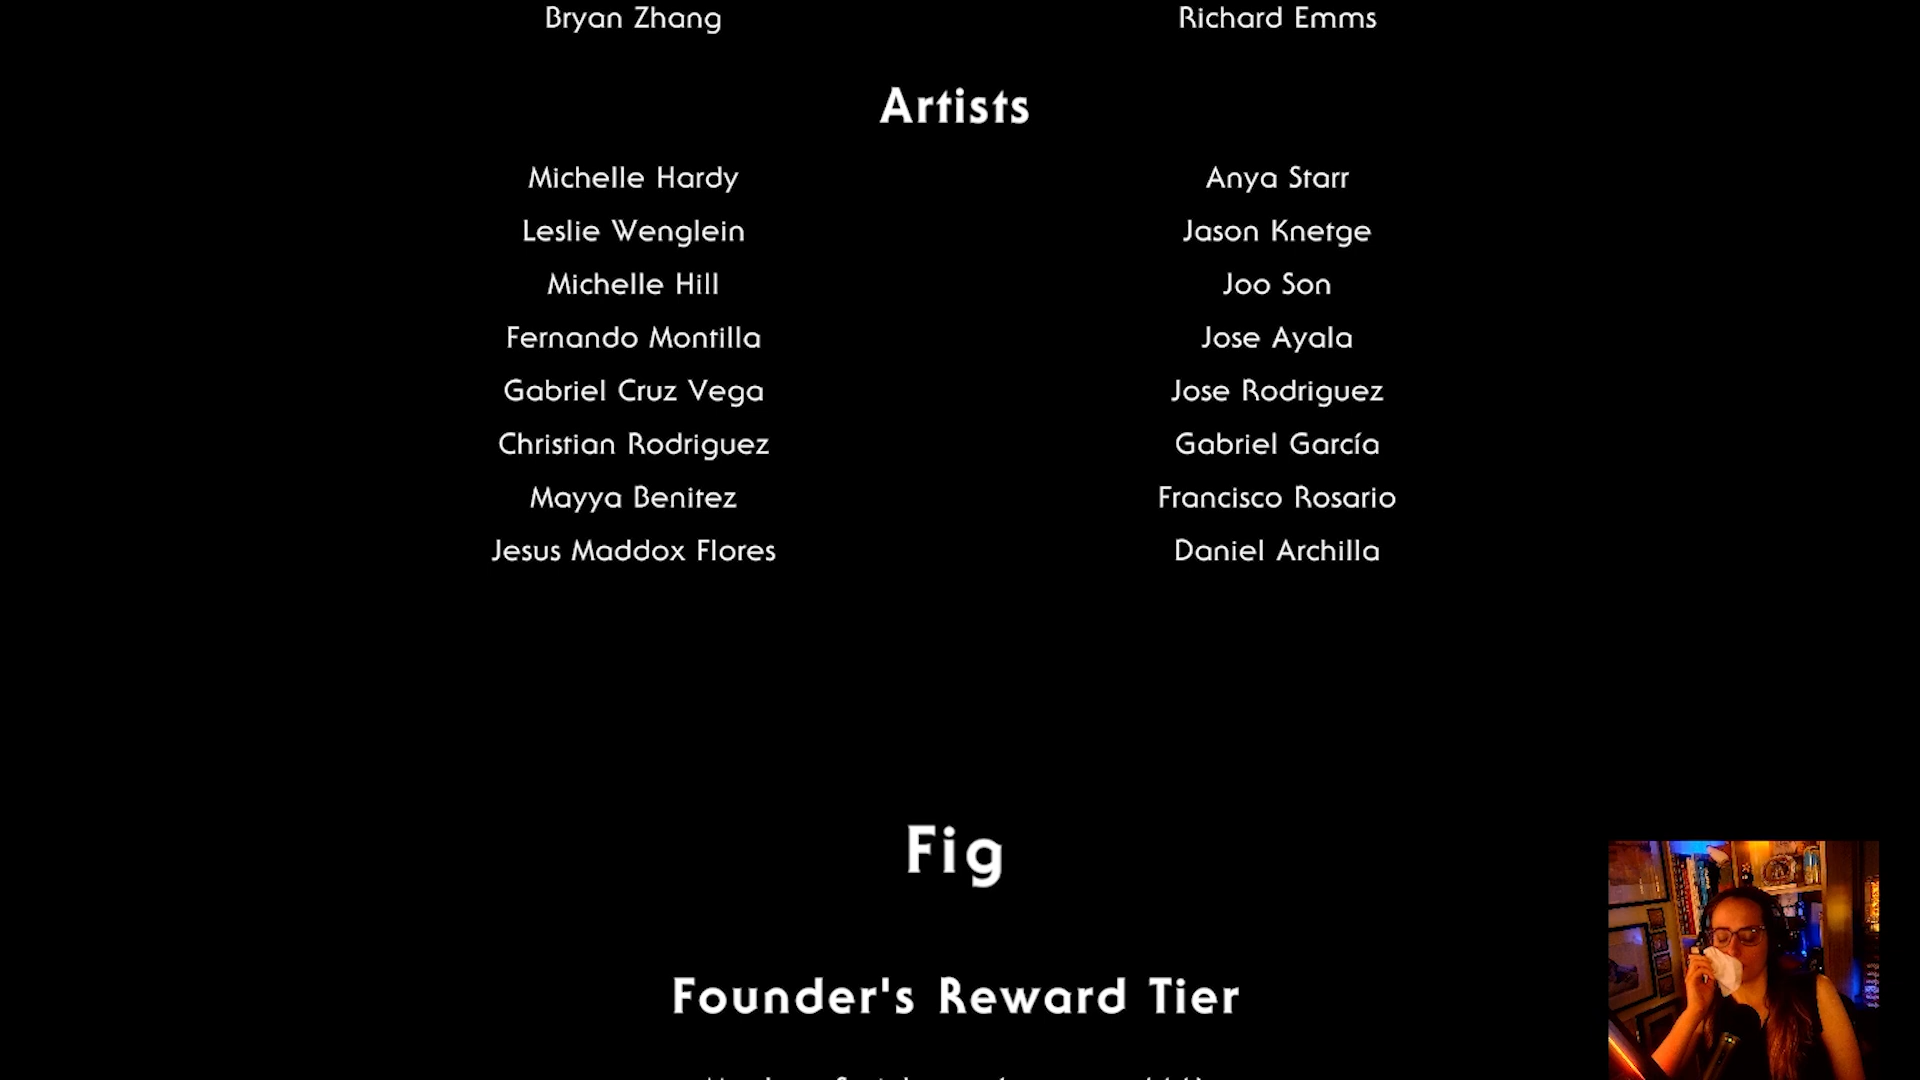 Bryan Zhang Richard Emms
Artists
Michelle Hardy Anya Starr
Leslie Wenglein Jason Knetge
Michelle Hill Joo Son
Fernando Montilla Jose Ayala
Gabriel Cruz Vega Jose Rodriguez
Christian Rodriguez Gabriel García
Mayya Benitez Francisco Rosario
Jesus Maddox Flores Daniel Archilla
Fig
Founder's Reward Tier